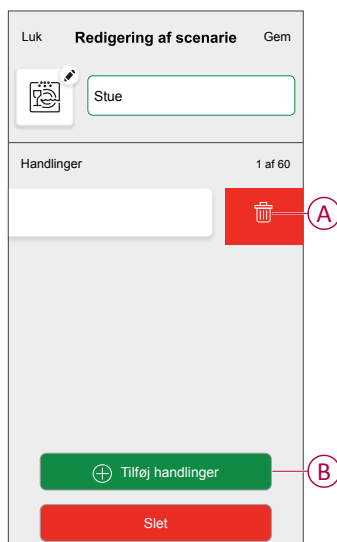 Luk Redigering af scenarie Gem
Stue
Handlinger 1 af 60
A
Tilføj handlinger B
Slet